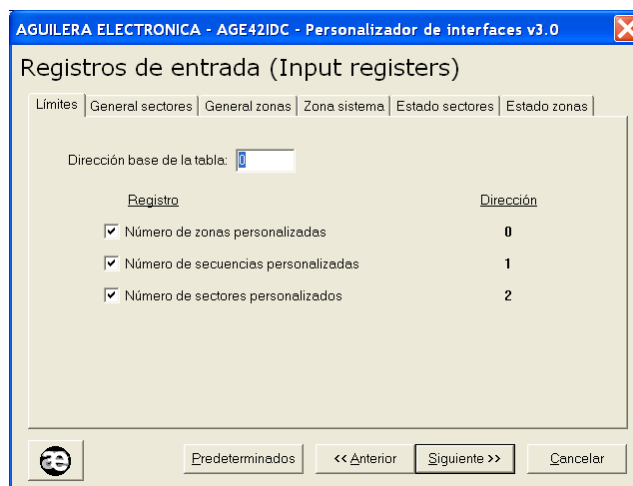 AGUILERA ELECTRONICA - AGE42IDC - Personalizador de interfaces v3.0
Registros de entrada (Input registers)
Límites General sectores General zonas Zona sistema Estado sectores Estado zonas
Dirección base de la tabla: 0
Registro Dirección
Número de zonas personalizadas 0
Número de secuencias personalizadas 1
Número de sectores personalizados 2
æ Predeterminados << Anterior Siguiente >> Cancelar